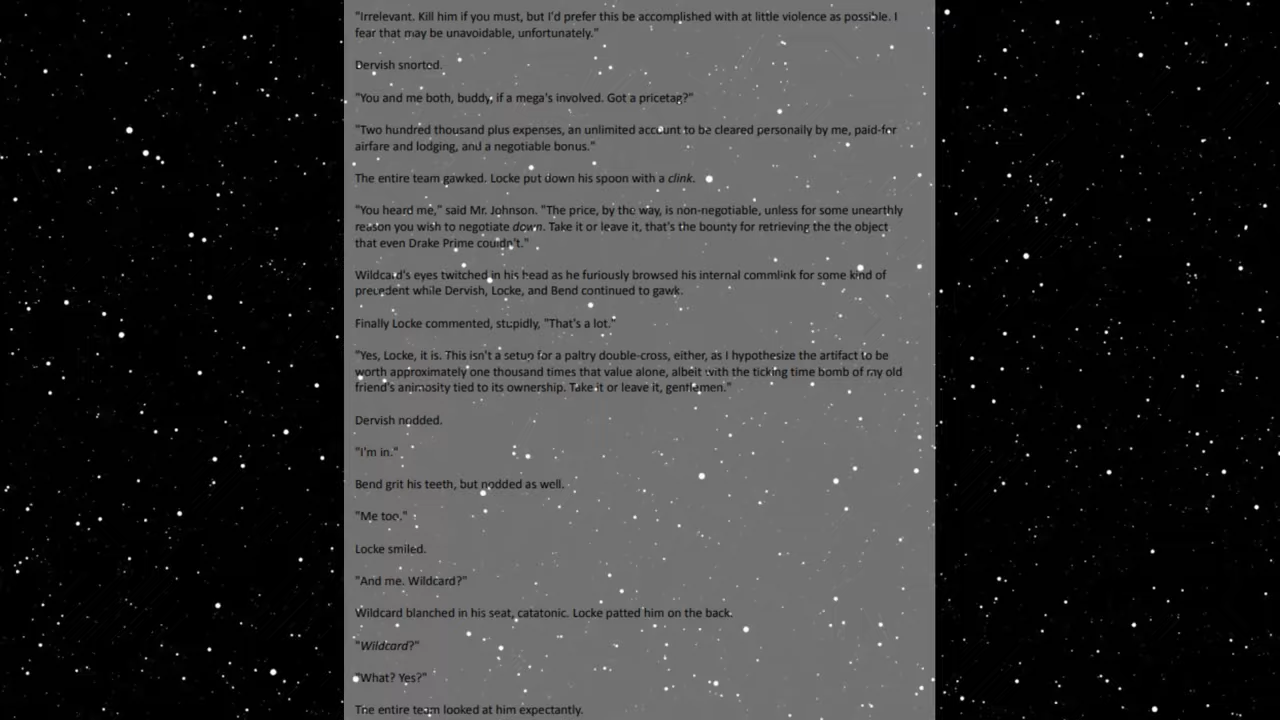 "Irrelevant. Kill him if you must, but I'd prefer this be accomplished with at little violence as possible. I
fear that may be unavoidable, unfortunately."
Dervish snorted.
"You and me both, buddy, if a mega's involved. Got a pricetag?"
"Two hundred thousand plus expenses, an unlimited account to be cleared personally by me, paid-for
airfare and lodging, and a negotiable bonus."
The entire team gawked. Locke put down his spoon with a clink.
"You heard me," said Mr. Johnson. "The price, by the way, is non-negotiable, unless for some unearthly
reason you wish to negotiate down. Take it or leave it, that's the bounty for retrieving the the object
that even Drake Prime couldn't."
Wildcard's eyes twitched in his head as he furiously browsed his internal commlink for some kind of
precedent while Dervish, Locke, and Bend continued to gawk.
Finally Locke commented, stupidly, "That's a lot."
"Yes, Locke, it is. This isn't a setup for a paltry double-cross, either, as I hypothesize the artifact to be
worth approximately one thousand times that value alone, albeit with the ticking time bomb of my old
friend's animosity tied to its ownership. Take it or leave it, gentlemen."
Dervish nodded.
"I'm in."
Bend grit his teeth, but nodded as well.
"Me too."
Locke smiled.
"And me. Wildcard?"
Wildcard blanched in his seat, catatonic. Locke patted him on the back.
"Wildcard?"
"What? Yes?"
The entire team looked at him expectantly.